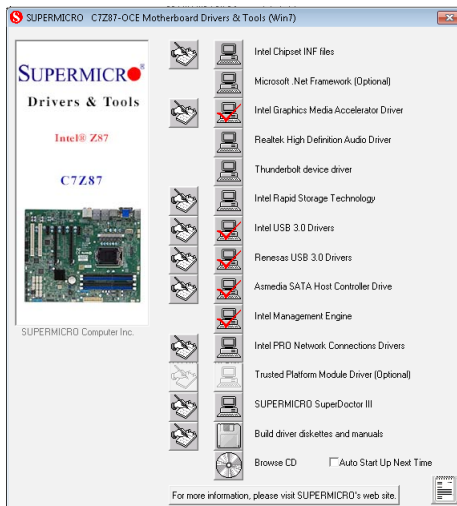 SUPERMICRO C7Z87-OCE Motherboard Drivers & Tools (Win7)
SUPERMICRO
Drivers & Tools
Intel® Z87
C7Z87
SUPERMICRO Computer Inc.
Intel Chipset INF files
Microsoft .Net Framework (Optional)
Intel Graphics Media Accelerator Driver
Realtek High Definition Audio Driver
Thunderbolt device driver
Intel Rapid Storage Technology
Intel USB 3.0 Drivers
Renesas USB 3.0 Drivers
Asmedia SATA Host Controller Drive
Intel Management Engine
Intel PRO Network Connections Drivers
Trusted Platform Module Driver (Optional)
SUPERMICRO SuperDoctor III
Build driver diskettes and manuals
Browse CD
Auto Start Up Next Time
For more information, please visit SUPERMICRO's web site.